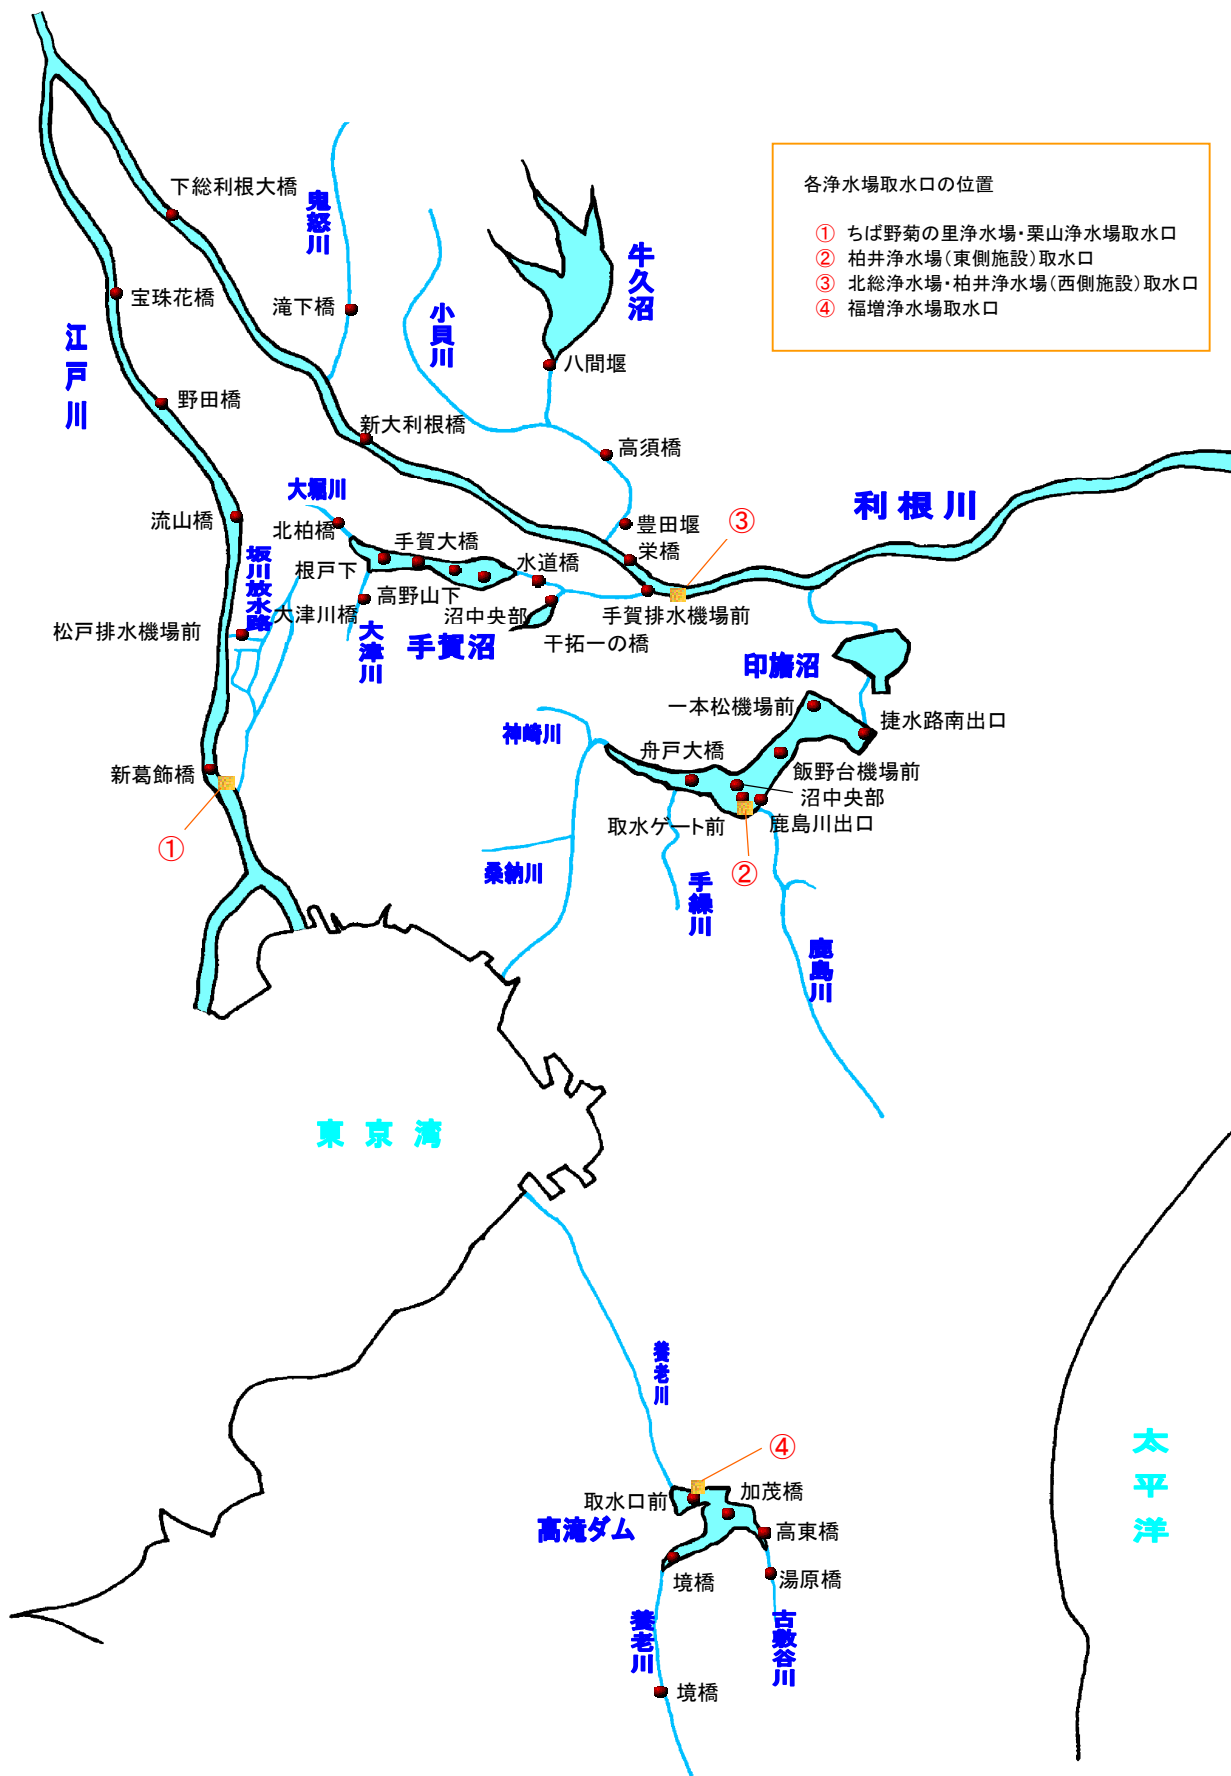 各浄水場取水口の位置
① ちば野菊の里浄水場・栗山浄水場取水口
② 柏井浄水場(東側施設)取水口
③ 北総浄水場・柏井浄水場(西側施設)取水口
④ 福増浄水場取水口
下総利根大橋
鬼怒川
牛久沼
宝珠花橋
滝下橋
小貝川
江戸川
八間堰
野田橋
新大利根橋
高須橋
大堀川
利根川
流山橋
北柏橋
豊田堰
③
手賀大橋
栄橋
坂川放水路
根戸下
水道橋
高野山下
大津川橋
沼中央部
手賀排水機場前
松戸排水機場前
大津川
手賀沼
干拓一の橋
印旛沼
一本松機場前
捷水路南出口
神崎川
舟戸大橋
新葛飾橋
飯野台機場前
沼中央部
取水ゲート前
鹿島川出口
①
桑納川
②
手繰川
鹿島川
東京湾
養老川
④
太平洋
取水口前
加茂橋
高滝ダム
高東橋
境橋
湯原橋
養老川
古敷谷川
境橋